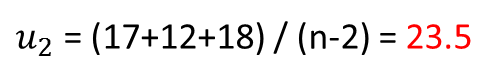 u₂ = (17+12+18) / (n-2) = 23.5